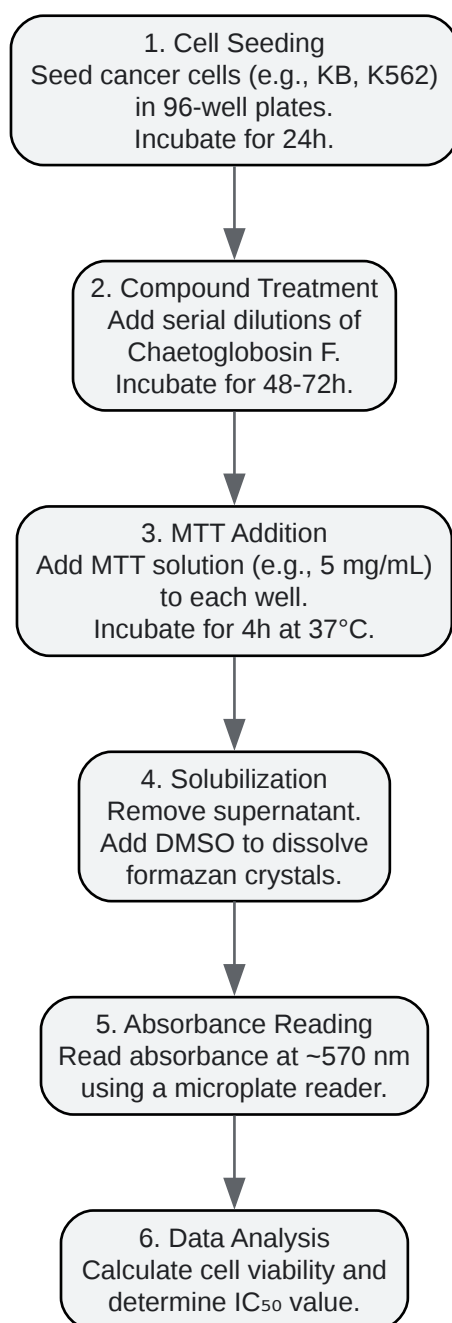 1. Cell Seeding
Seed cancer cells (e.g., KB, K562)
in 96-well plates.
Incubate for 24h.
2. Compound Treatment
Add serial dilutions of
Chaetoglobosin F.
Incubate for 48-72h.
3. MTT Addition
Add MTT solution (e.g., 5 mg/mL)
to each well.
Incubate for 4h at 37°C.
4. Solubilization
Remove supernatant.
Add DMSO to dissolve
formazan crystals.
5. Absorbance Reading
Read absorbance at ~570 nm
using a microplate reader.
6. Data Analysis
Calculate cell viability and
determine IC₅₀ value.